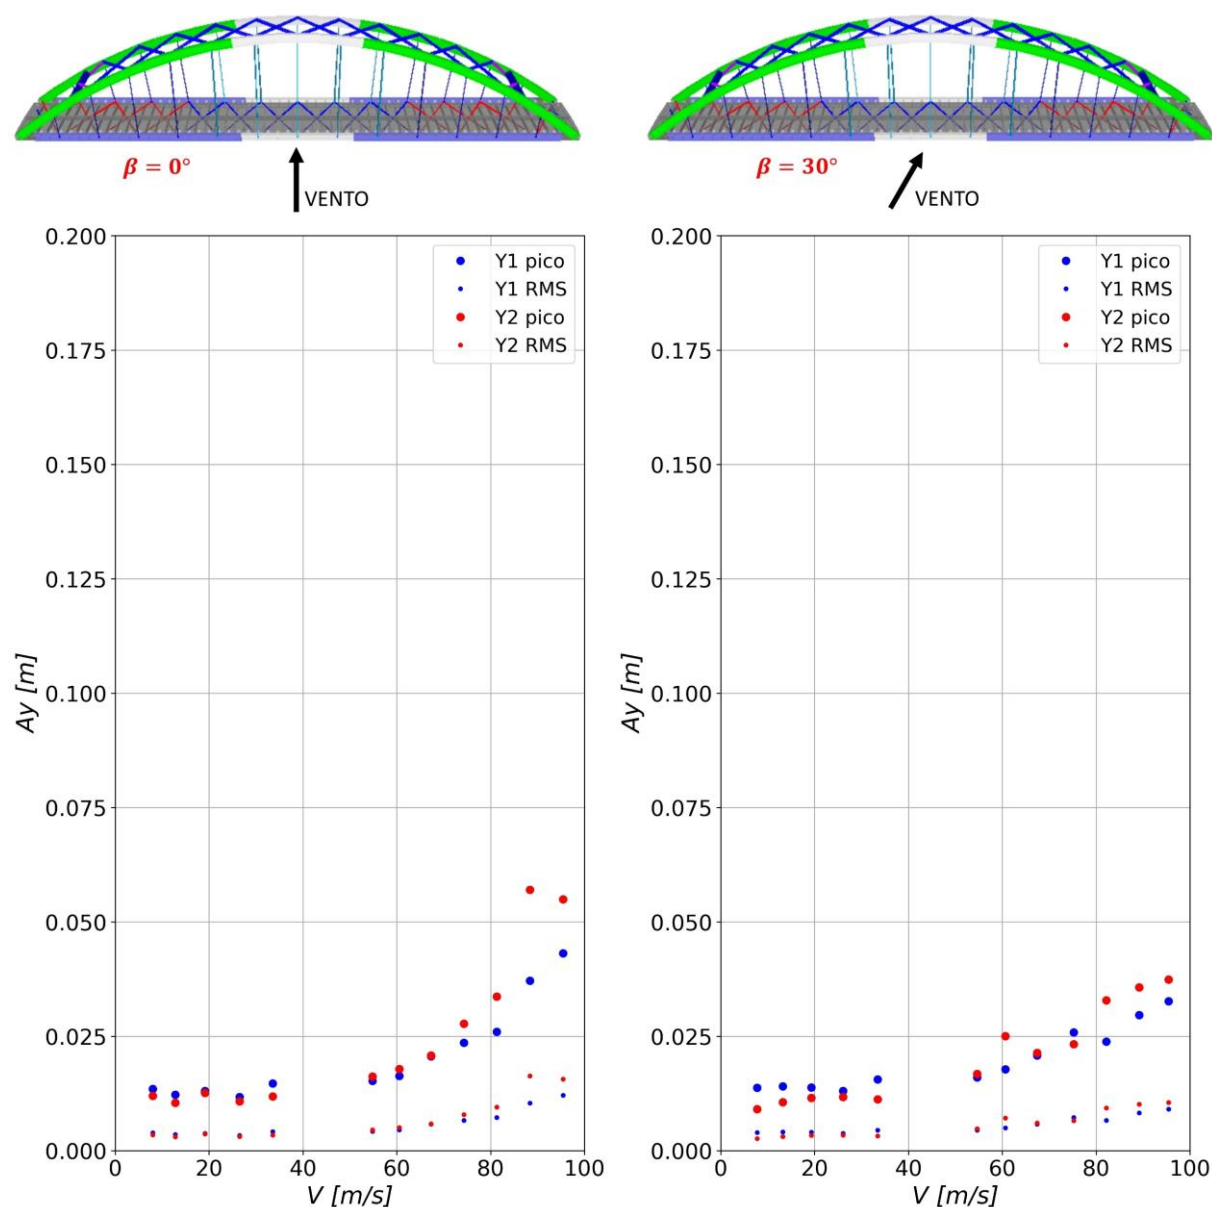 β = 0°
VENTO
β = 30°
VENTO
0.200
0.175
0.150
0.125
0.100
0.075
0.050
0.025
0.000
Ay [m]
0 20 40 60 80 100
V [m/s]
Y1 pico
Y1 RMS
Y2 pico
Y2 RMS
0.200
0.175
0.150
0.125
0.100
0.075
0.050
0.025
0.000
Ay [m]
0 20 40 60 80 100
V [m/s]
Y1 pico
Y1 RMS
Y2 pico
Y2 RMS